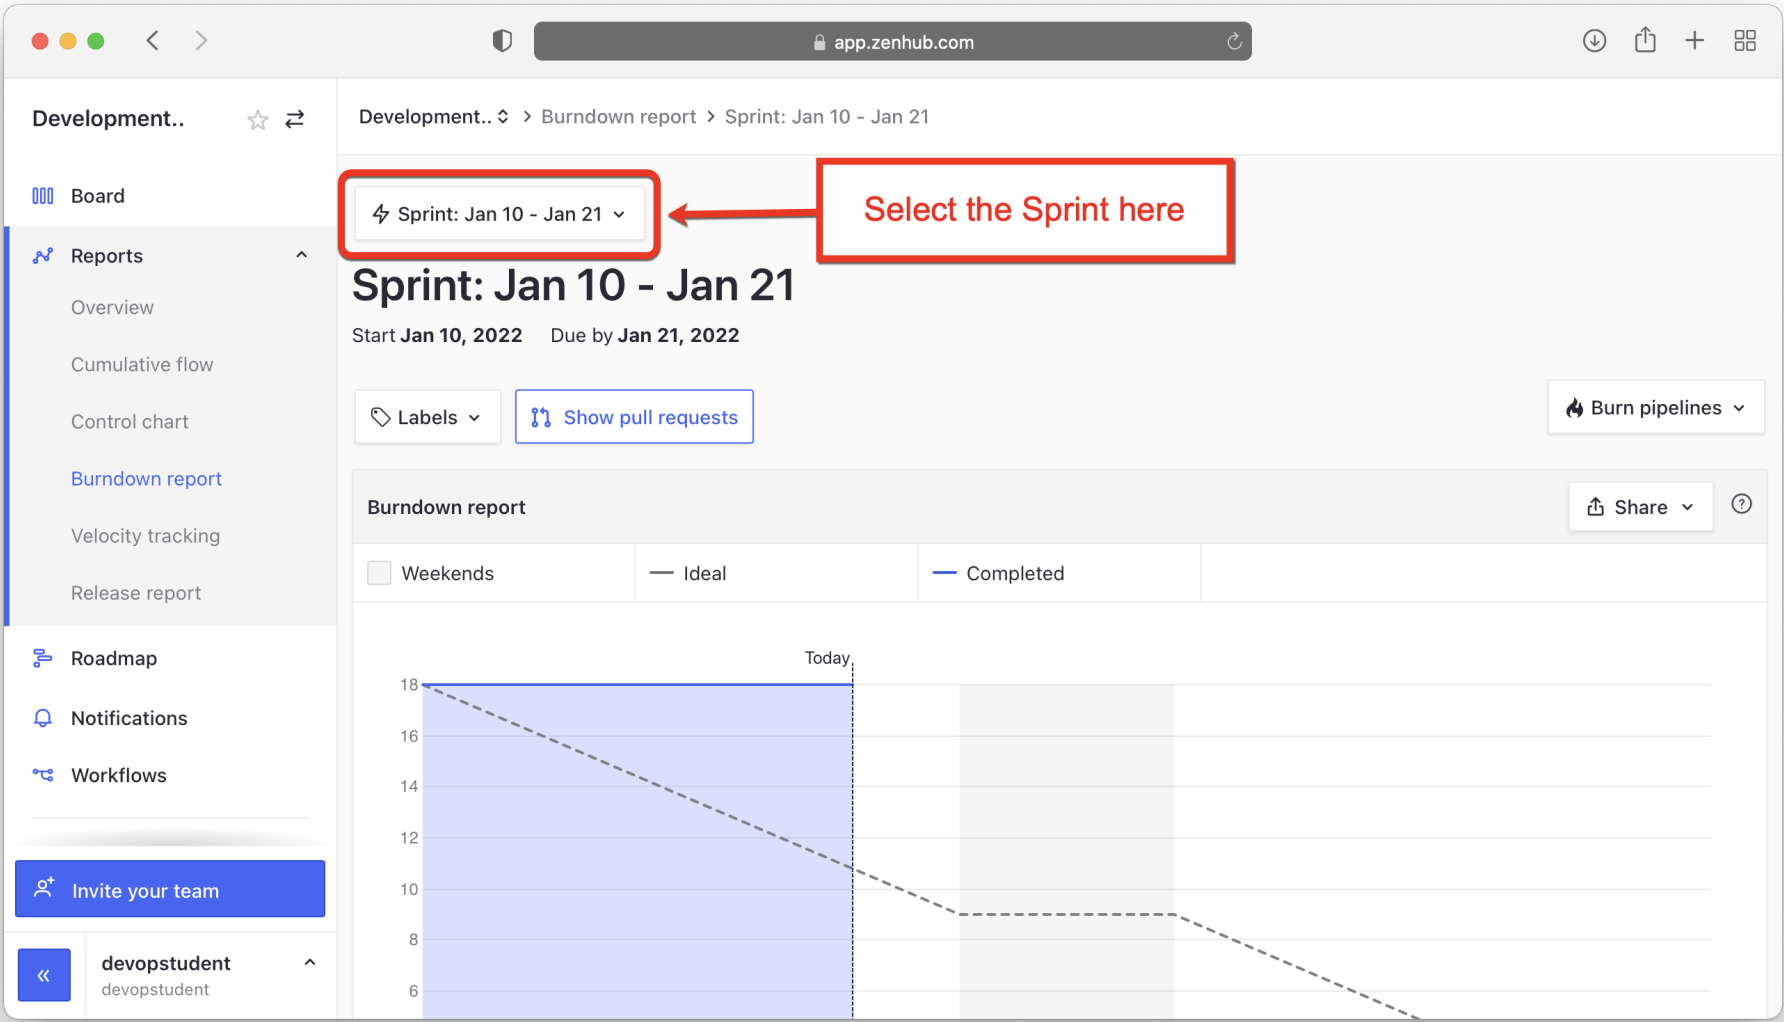 app.zenhub.com
Development..
Development.. > Burndown report > Sprint: Jan 10 - Jan 21
Board
Reports
Overview
Cumulative flow
Control chart
Burndown report
Velocity tracking
Release report
Roadmap
Notifications
Workflows
Invite your team
«
devopstudent
devopstudent
Sprint: Jan 10 - Jan 21
Select the Sprint here
Sprint: Jan 10 - Jan 21
Start Jan 10, 2022 Due by Jan 21, 2022
Labels
Show pull requests
Burn pipelines
Burndown report
Share
?
Weekends
Ideal
Completed
Today
18
16
14
12
10
8
6